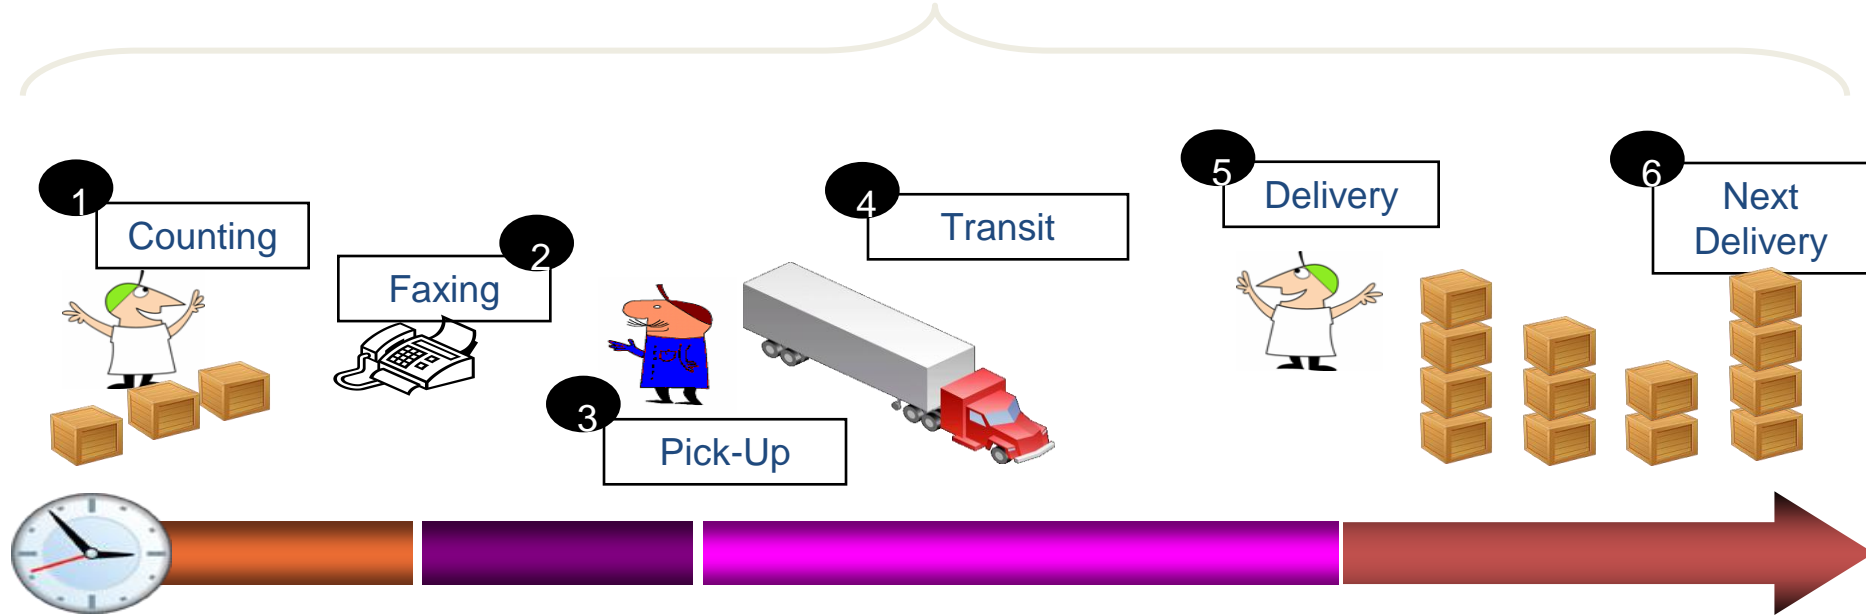 1
Counting
2
Faxing
3
Pick-Up
4
Transit
5
Delivery
6
Next
Delivery